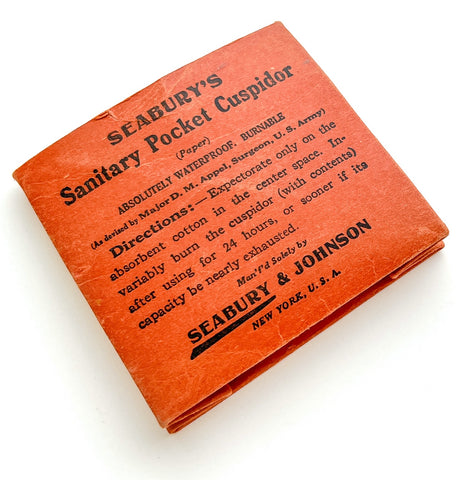 SEABURY'S
Sanitary Pocket Cuspidor
(Paper)
ABSOLUTELY WATERPROOF. BURNABLE
(As devised by Major D. M. Appel, Surgeon, U. S. Army)
Directions:—Expectorate only on the
absorbent cotton in the center space. In-
variably burn the cuspidor (with contents)
after using for 24 hours, or sooner if its
capacity be nearly exhausted.
Man'f'd Solely by
SEABURY & JOHNSON
NEW YORK, U. S. A.